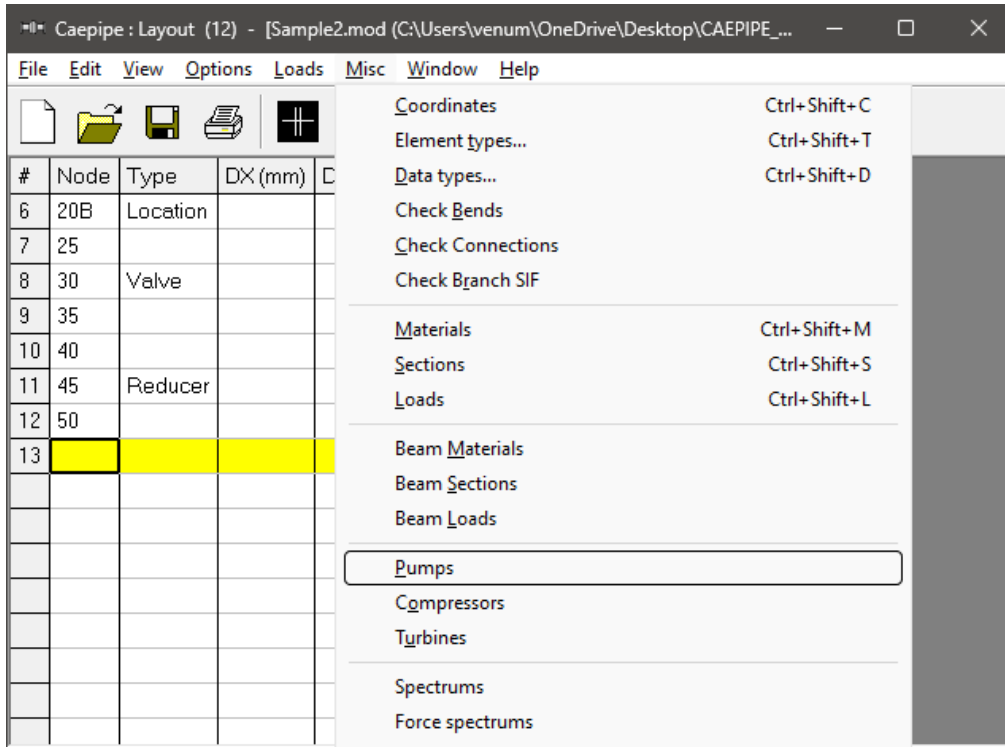 Caepipe : Layout (12) - [Sample2.mod (C:\Users\venum\OneDrive\Desktop\CAEPIPE_...
File Edit View Options Loads Misc Window Help
# Node Type DX (mm) D
6 20B Location
7 25
8 30 Valve
9 35
10 40
11 45 Reducer
12 50
13
Coordinates Ctrl+Shift+C
Element types... Ctrl+Shift+T
Data types... Ctrl+Shift+D
Check Bends
Check Connections
Check Branch SIF
Materials Ctrl+Shift+M
Sections Ctrl+Shift+S
Loads Ctrl+Shift+L
Beam Materials
Beam Sections
Beam Loads
Pumps
Compressors
Turbines
Spectrums
Force spectrums